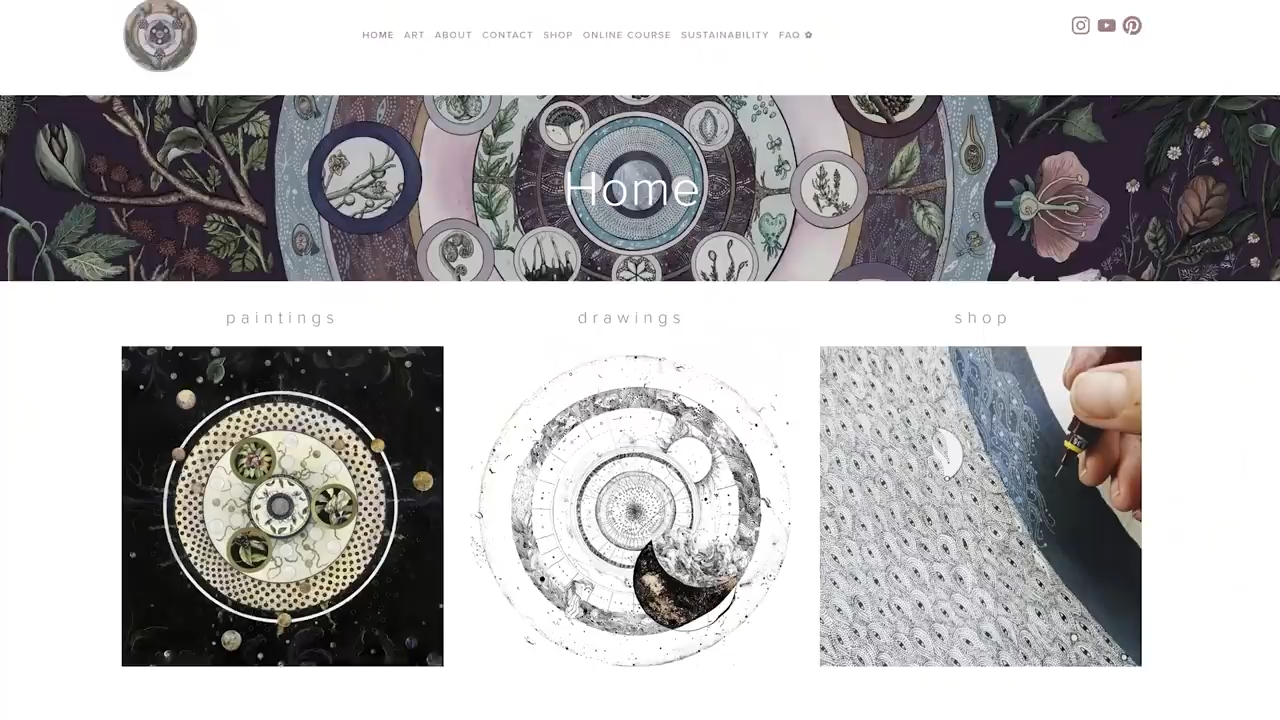 HOME ART ABOUT CONTACT SHOP ONLINE COURSE SUSTAINABILITY FAQ ✿
Home
paintings drawings shop